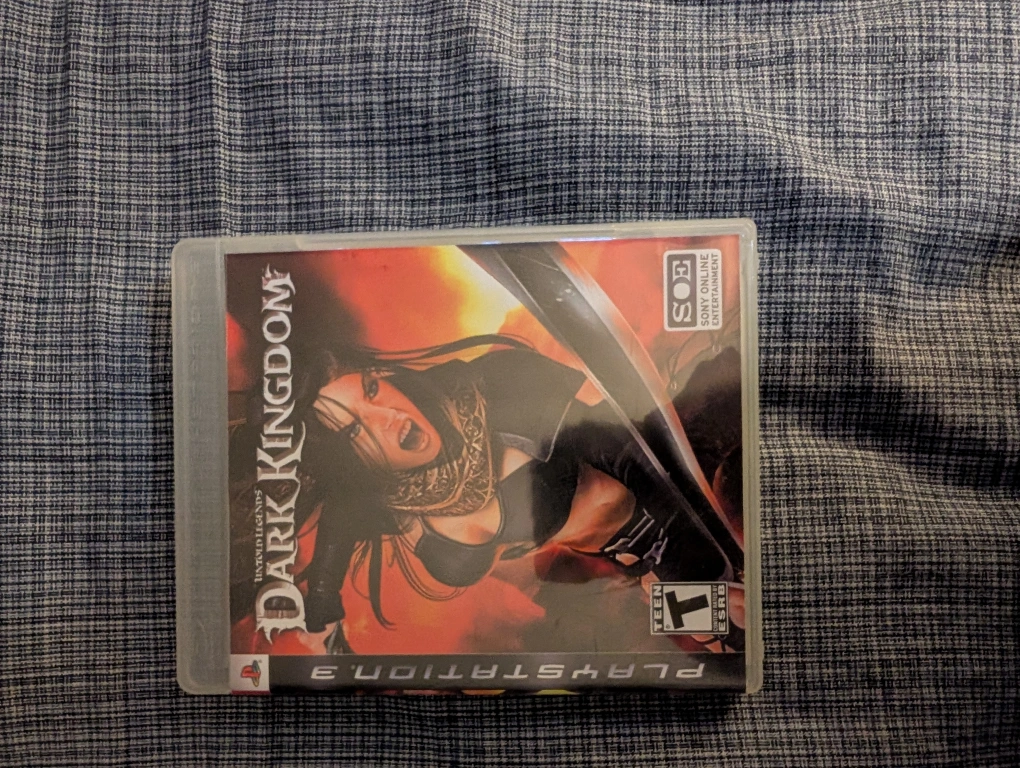 UNTOLD LEGENDS
DARK KINGDOM
PLAYSTATION 3
SOE
SONY ONLINE
ENTERTAINMENT
TEEN
T
ESRB